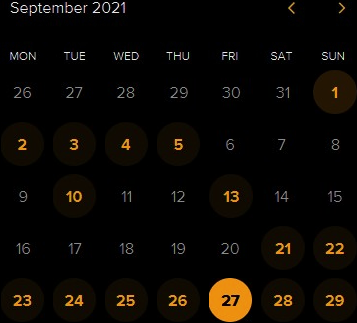 September 2021
MON TUE WED THU FRI SAT SUN
26 27 28 29 30 31 1
2 3 4 5 6 7 8
9 10 11 12 13 14 15
16 17 18 19 20 21 22
23 24 25 26 27 28 29